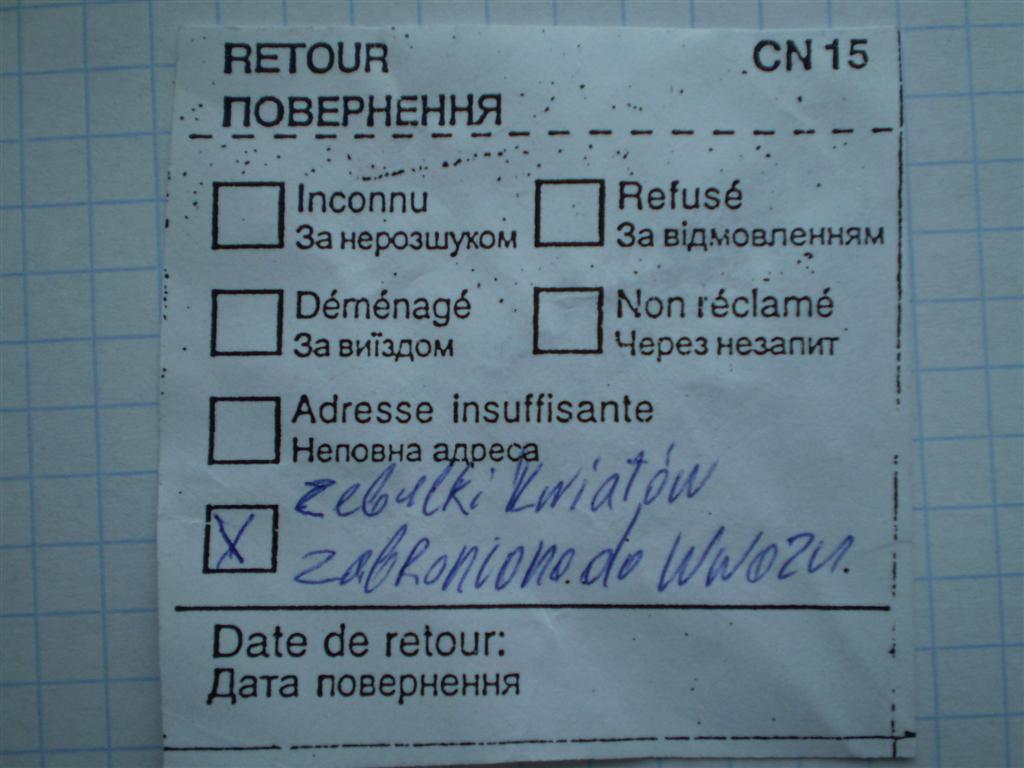 RETOUR CN 15
ПОВЕРНЕННЯ
Inconnu Refusé
За нерозшуком За відмовленням
Déménagé Non réclamé
За виїздом Через незапит
Adresse insuffisante
Неповна адреса
zebulki kwiatów
X zabroniono do wwozu.
Date de retour:
Дата повернення